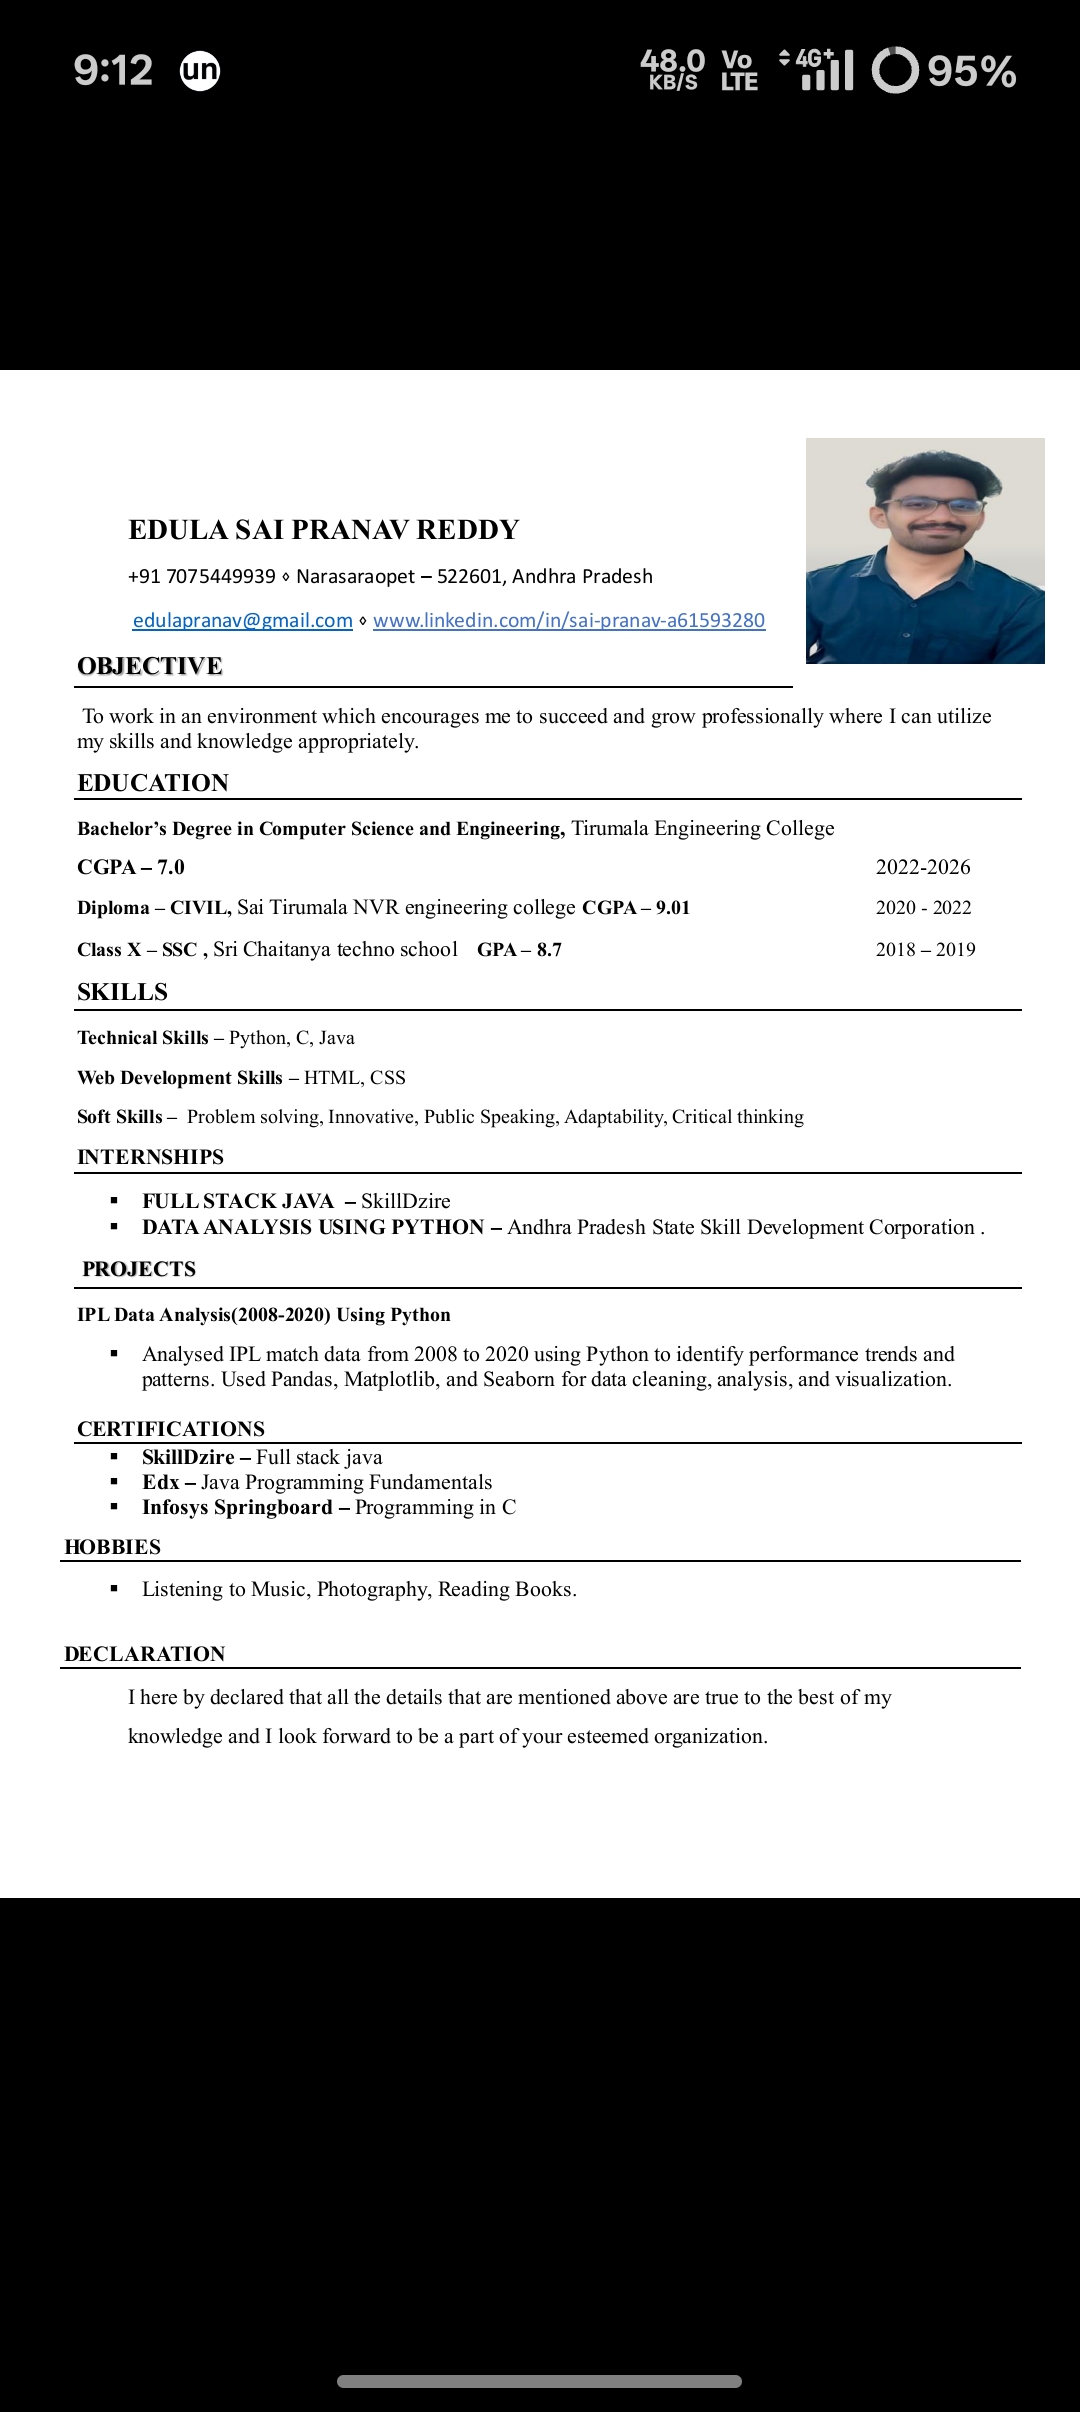 9:12 un 48.0 KB/S Vo LTE 4G+ 95%
EDULA SAI PRANAV REDDY
+91 7075449939 ◊ Narasaraopet – 522601, Andhra Pradesh
edulapranav@gmail.com ◊ www.linkedin.com/in/sai-pranav-a61593280
OBJECTIVE
To work in an environment which encourages me to succeed and grow professionally where I can utilize
my skills and knowledge appropriately.
EDUCATION
Bachelor’s Degree in Computer Science and Engineering, Tirumala Engineering College
CGPA – 7.0 2022-2026
Diploma – CIVIL, Sai Tirumala NVR engineering college CGPA – 9.01 2020 - 2022
Class X – SSC , Sri Chaitanya techno school GPA – 8.7 2018 – 2019
SKILLS
Technical Skills – Python, C, Java
Web Development Skills – HTML, CSS
Soft Skills – Problem solving, Innovative, Public Speaking, Adaptability, Critical thinking
INTERNSHIPS
▪ FULL STACK JAVA – SkillDzire
▪ DATA ANALYSIS USING PYTHON – Andhra Pradesh State Skill Development Corporation .
PROJECTS
IPL Data Analysis(2008-2020) Using Python
▪ Analysed IPL match data from 2008 to 2020 using Python to identify performance trends and
patterns. Used Pandas, Matplotlib, and Seaborn for data cleaning, analysis, and visualization.
CERTIFICATIONS
▪ SkillDzire – Full stack java
▪ Edx – Java Programming Fundamentals
▪ Infosys Springboard – Programming in C
HOBBIES
▪ Listening to Music, Photography, Reading Books.
DECLARATION
I here by declared that all the details that are mentioned above are true to the best of my
knowledge and I look forward to be a part of your esteemed organization.